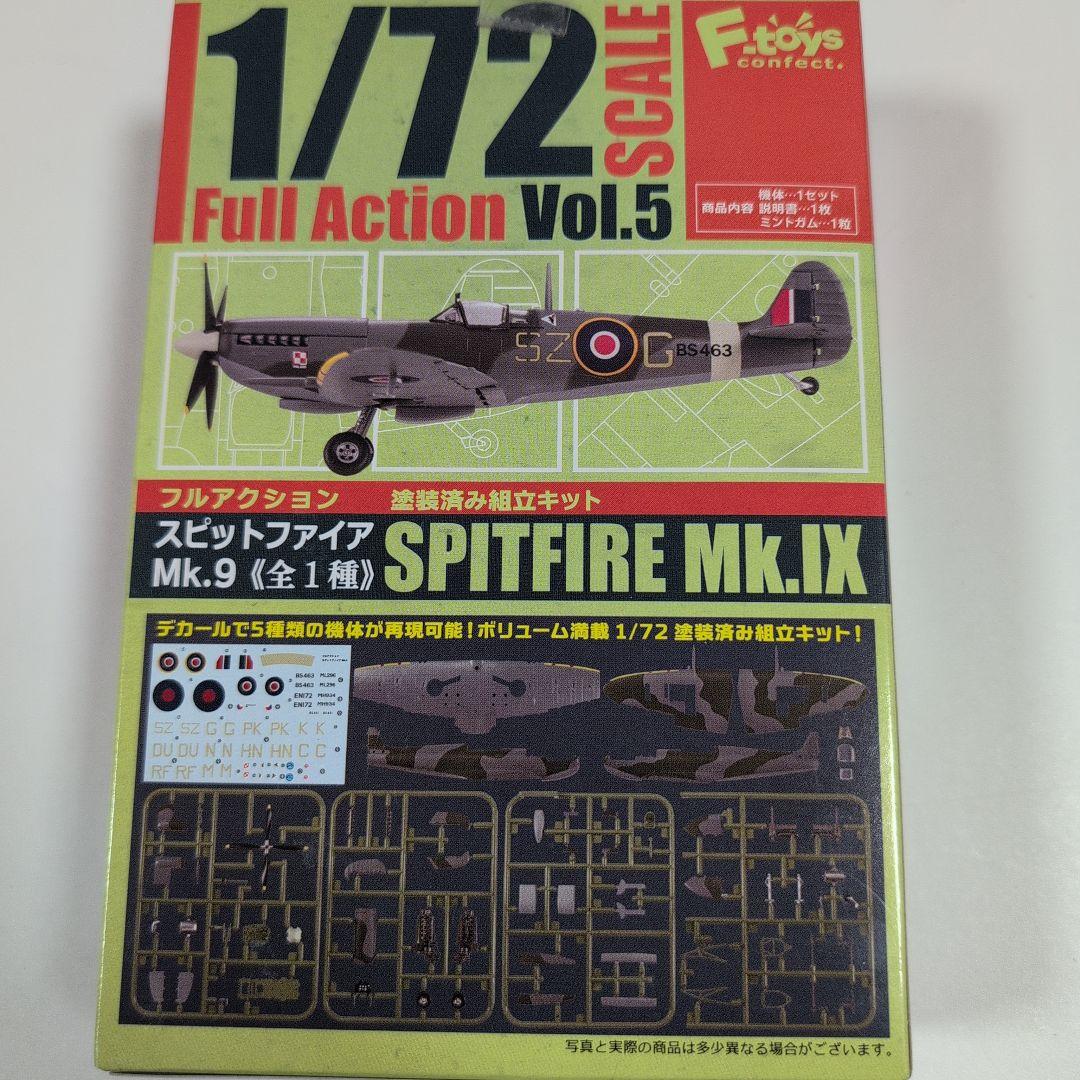 1/72
SCALE
F-toys
confect.
Full Action Vol.5
商品内容
機体…1セット
説明書…1枚
ミントガム…1粒
SZ G BS463
フルアクション 塗装済み組立キット
スピットファイア
Mk.9《全1種》
SPITFIRE Mk.IX
デカールで5種類の機体が再現可能!ボリューム満載 1/72 塗装済み組立キット!
BS463 ML296
BS463 ML296
EN172 MH934
EN172 MH934
SZ SZ G G PK PK K K
DU DU N N HN HN C C
RF RF M M
写真と実際の商品は多少異なる場合がございます。